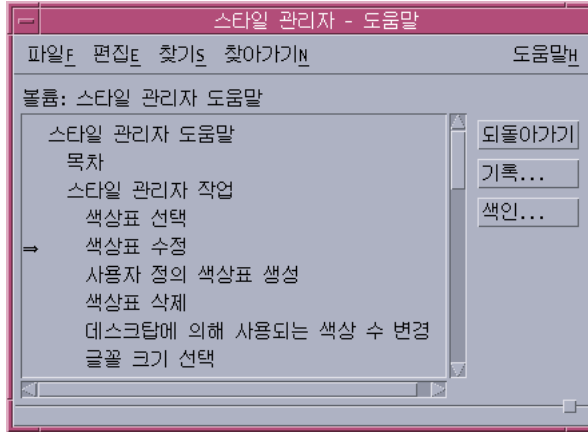 스타일 관리자 - 도움말
파일F 편집E 찾기S 찾아가기N 도움말H
볼륨: 스타일 관리자 도움말
스타일 관리자 도움말
목차
스타일 관리자 작업
색상표 선택
⇒ 색상표 수정
사용자 정의 색상표 생성
색상표 삭제
데스크탑에 의해 사용되는 색상 수 변경
글꼴 크기 선택
되돌아가기
기록...
색인...